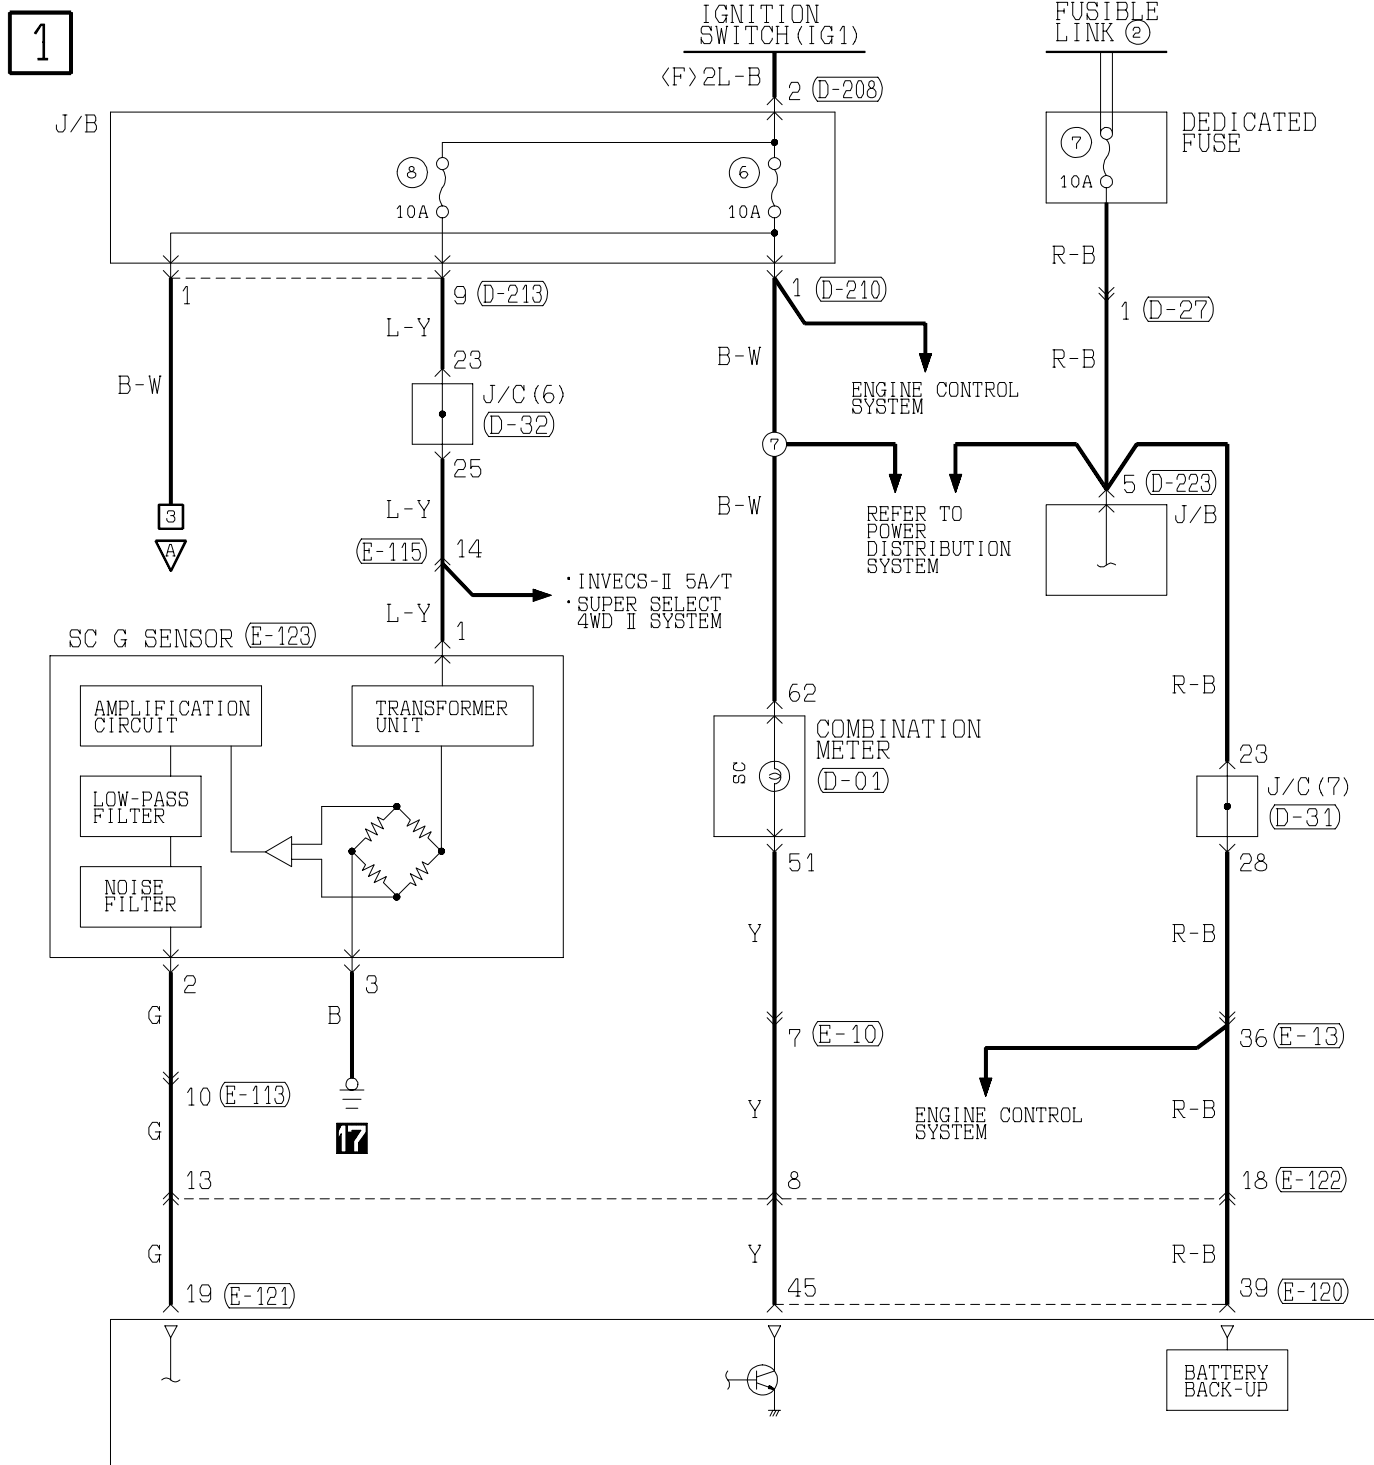 1
IGNITION
SWITCH(IG1)
FUSIBLE
LINK ②
<F>2L-B
2 (D-208)
J/B
DEDICATED
FUSE
8
10A
6
10A
7
10A
R-B
1
9 (D-213)
1 (D-210)
1 (D-27)
L-Y
B-W
B-W
R-B
23
J/C(6)
(D-32)
ENGINE CONTROL
SYSTEM
25
7
5 (D-223)
J/B
L-Y
B-W
3
A
REFER TO
POWER
DISTRIBUTION
SYSTEM
(E-115) 14
·INVECS-Ⅱ 5A/T
·SUPER SELECT
4WD Ⅱ SYSTEM
L-Y
1
SC G SENSOR (E-123)
AMPLIFICATION
CIRCUIT
TRANSFORMER
UNIT
LOW-PASS
FILTER
NOISE
FILTER
62
SC
COMBINATION
METER
(D-01)
R-B
23
J/C(7)
(D-31)
51
28
Y
R-B
2
3
G
B
7 (E-10)
36 (E-13)
10 (E-113)
17
G
Y
ENGINE CONTROL
SYSTEM
R-B
13
8
18 (E-122)
G
Y
R-B
19 (E-121)
45
39 (E-120)
BATTERY
BACK-UP